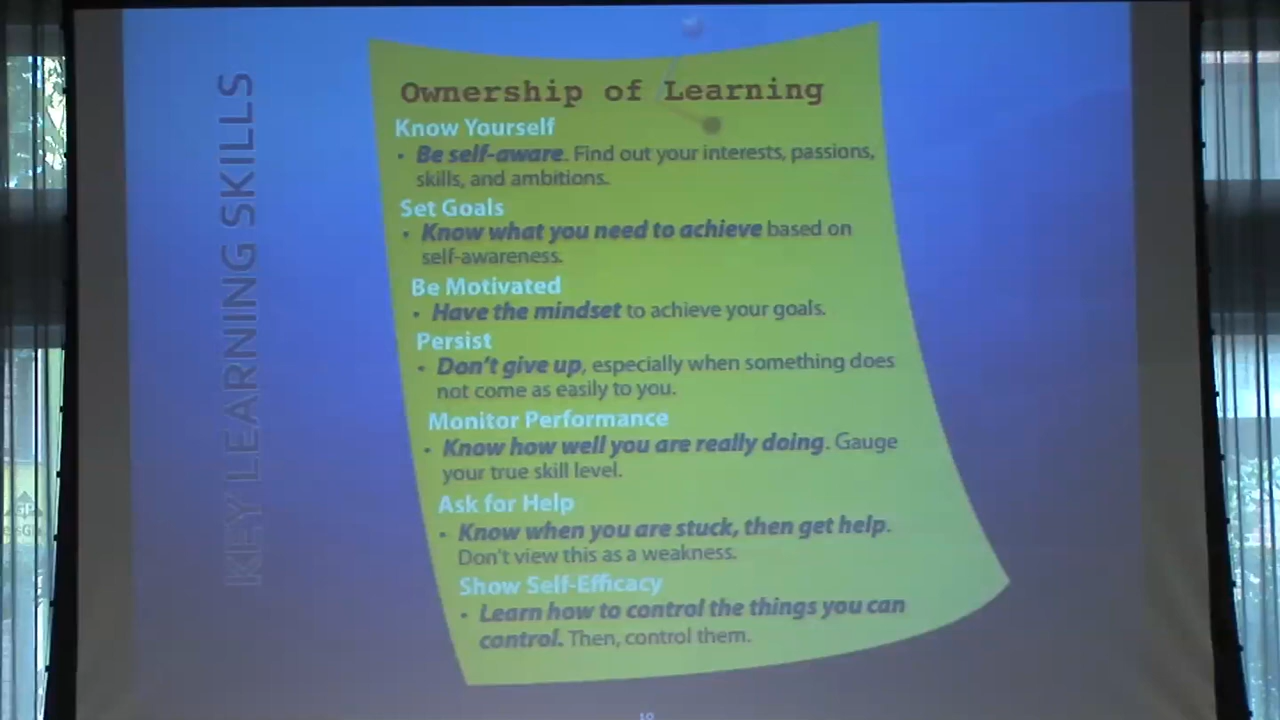 KEY LEARNING SKILLS
Ownership of Learning
Know Yourself
• Be self-aware. Find out your interests, passions,
skills, and ambitions.
Set Goals
• Know what you need to achieve based on
self-awareness.
Be Motivated
• Have the mindset to achieve your goals.
Persist
• Don't give up, especially when something does
not come as easily to you.
Monitor Performance
• Know how well you are really doing. Gauge
your true skill level.
Ask for Help
• Know when you are stuck, then get help.
Don't view this as a weakness.
Show Self-Efficacy
• Learn how to control the things you can
control. Then, control them.